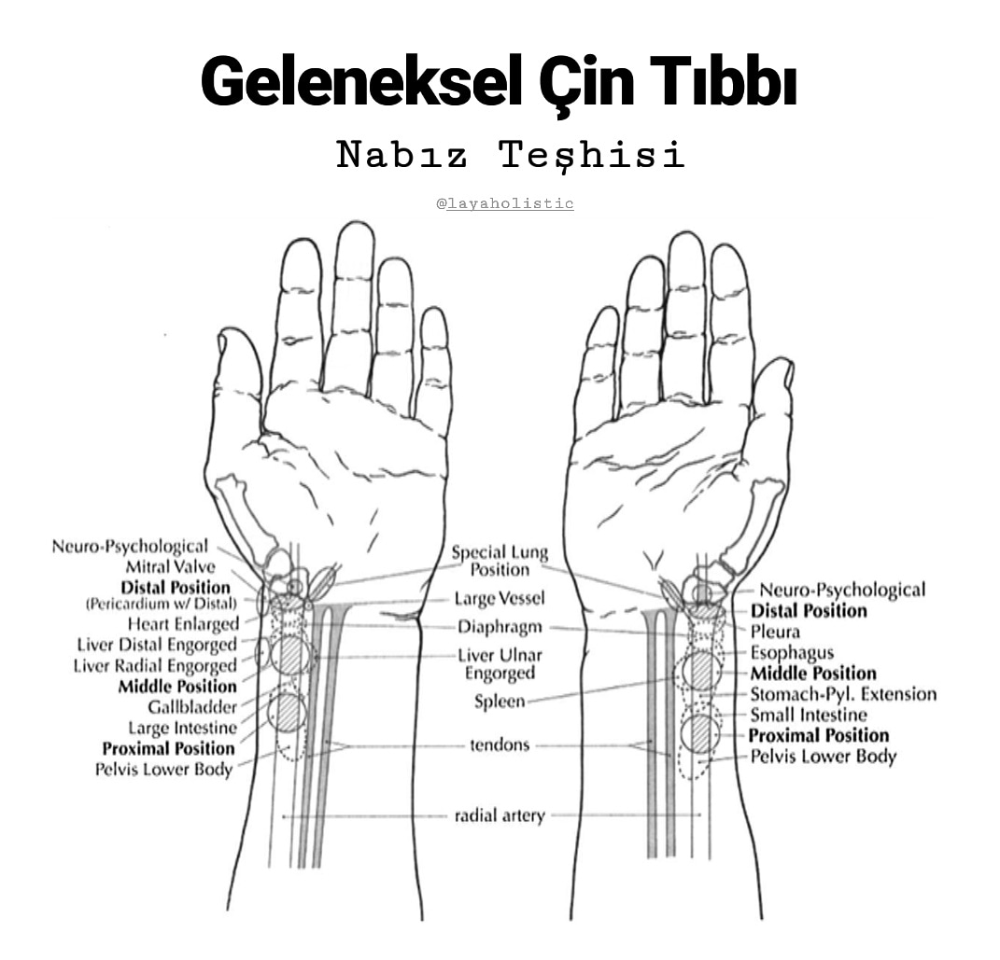 Geleneksel Çin Tıbbı
Nabız Teşhisi
@layaholistic
Neuro-Psychological
Mitral Valve
Distal Position
(Pericardium w/ Distal)
Heart Enlarged
Liver Distal Engorged
Liver Radial Engorged
Middle Position
Gallbladder
Large Intestine
Proximal Position
Pelvis Lower Body
Special Lung
Position
Large Vessel
Diaphragm
Liver Ulnar
Engorged
Spleen
tendons
radial artery
Neuro-Psychological
Distal Position
Pleura
Esophagus
Middle Position
Stomach-Pyl. Extension
Small Intestine
Proximal Position
Pelvis Lower Body